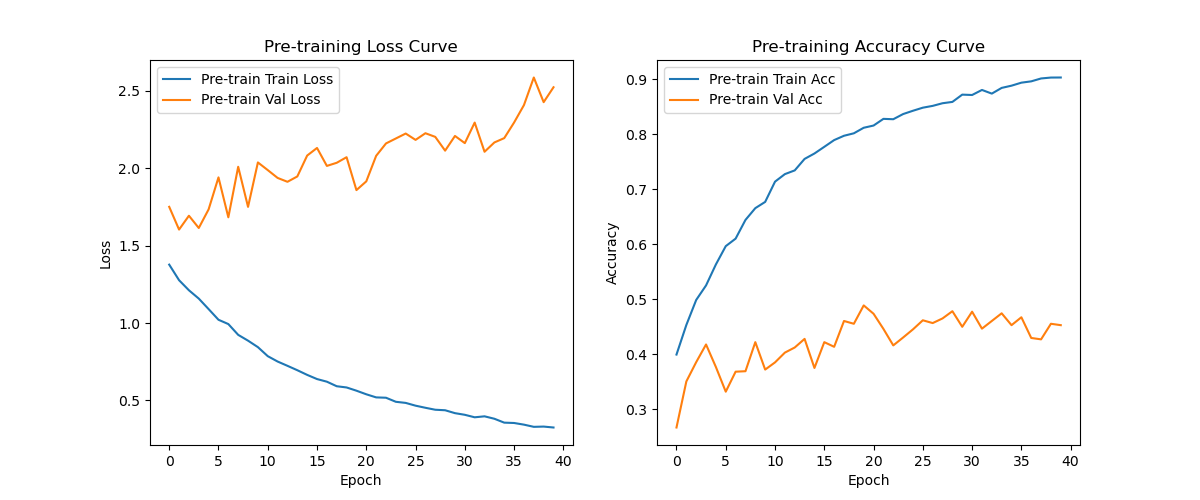 Pre-training Loss Curve
Pre-train Train Loss
Pre-train Val Loss
2.5
2.0
1.5
1.0
0.5
Loss
0 5 10 15 20 25 30 35 40
Epoch
Pre-training Accuracy Curve
Pre-train Train Acc
Pre-train Val Acc
0.9
0.8
0.7
0.6
0.5
0.4
0.3
Accuracy
0 5 10 15 20 25 30 35 40
Epoch